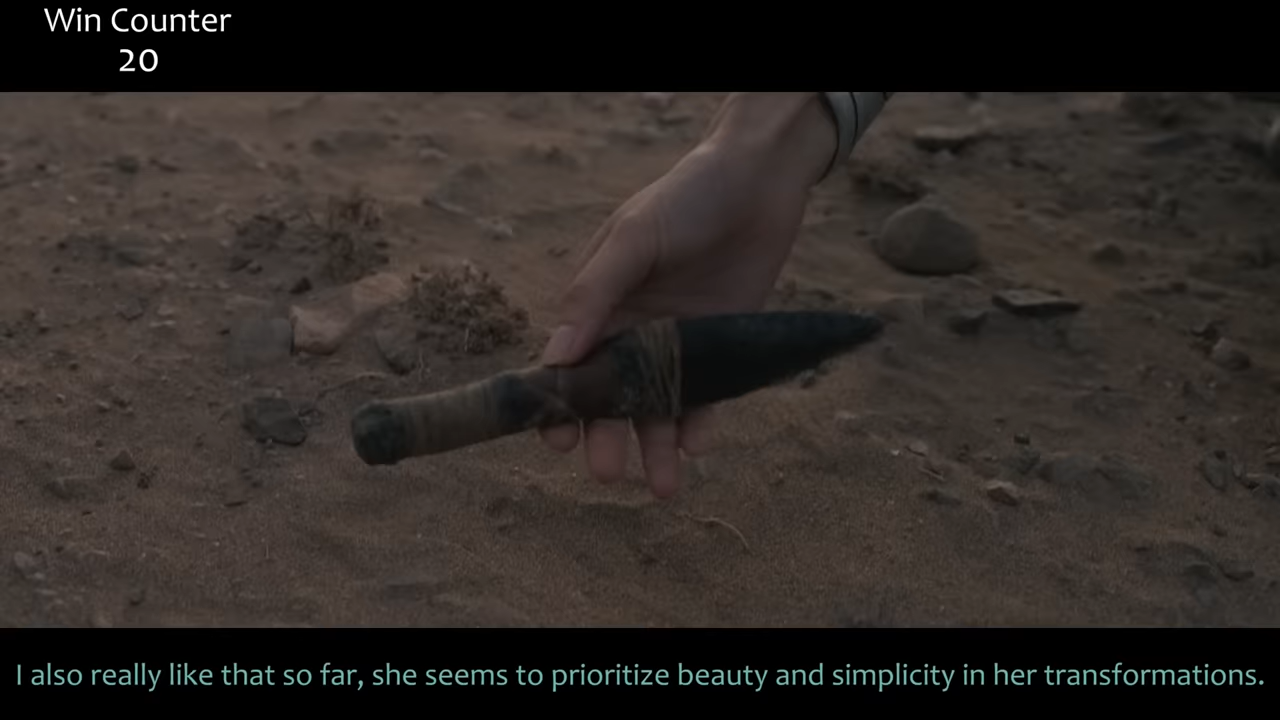 Win Counter
20
I also really like that so far, she seems to prioritize beauty and simplicity in her transformations.